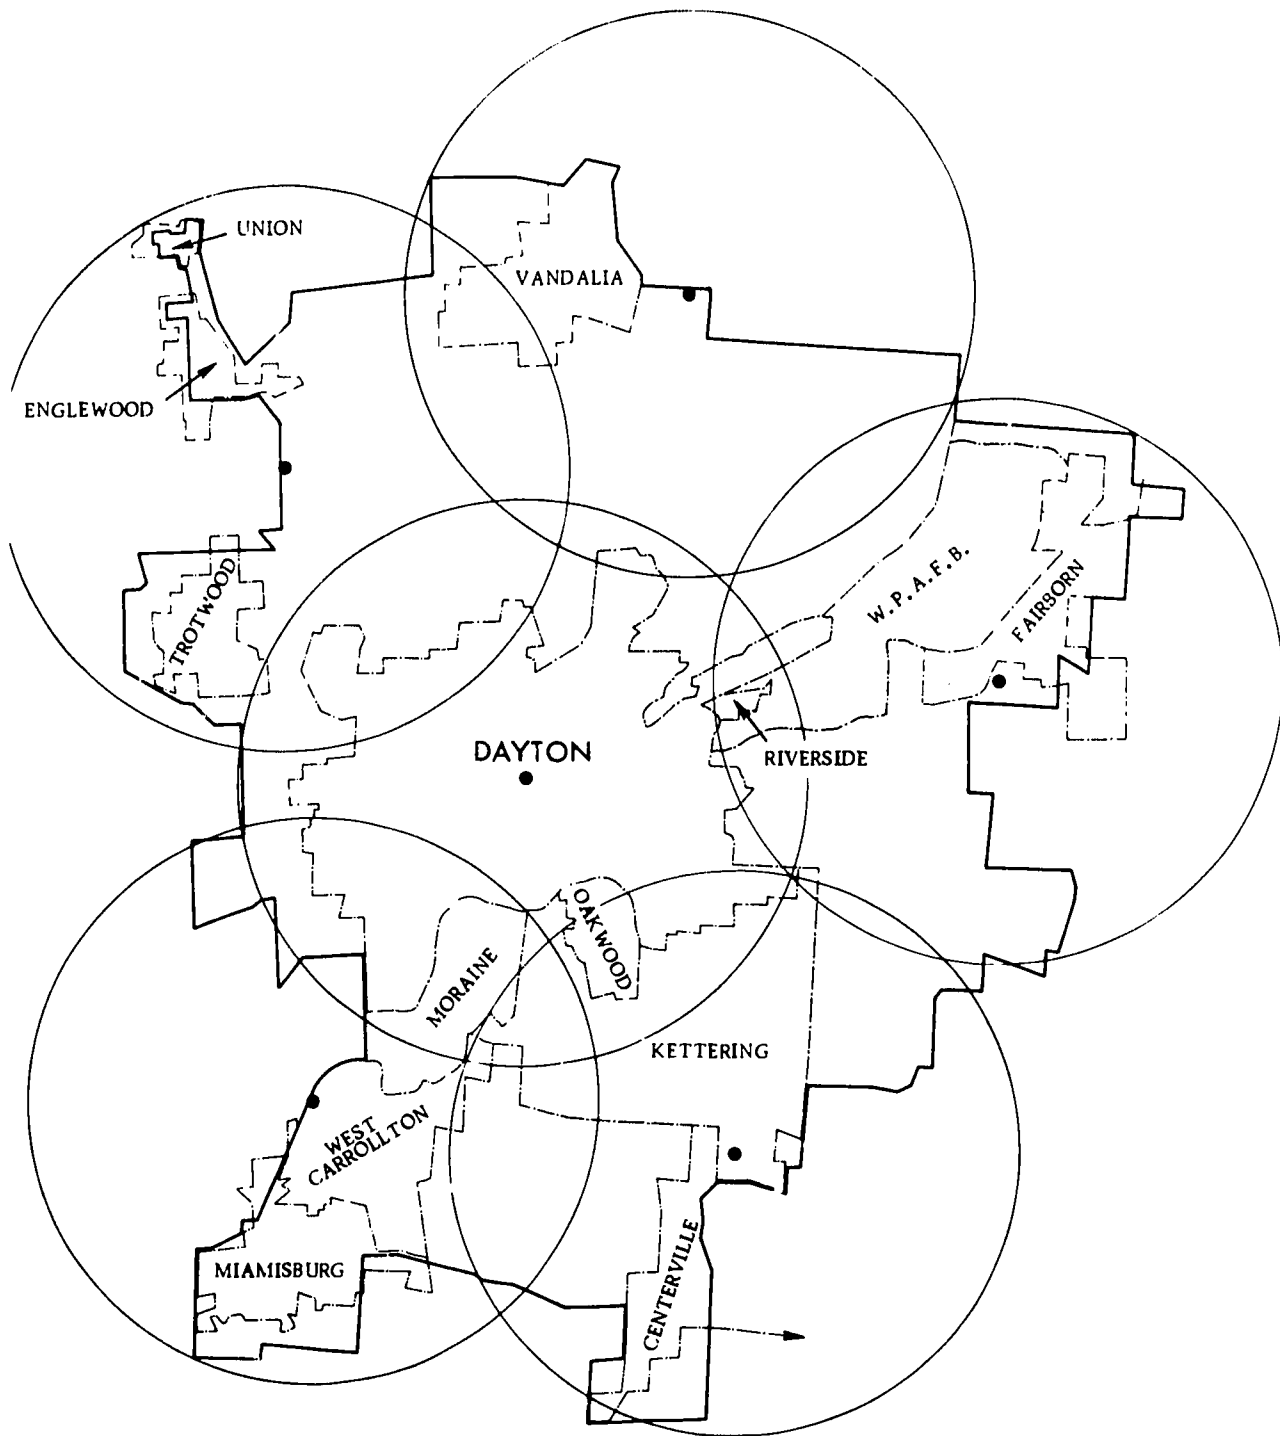 UNION
VANDALIA
ENGLEWOOD
W.P.A.F.B.
FAIRBORN
TROTWOOD
DAYTON
RIVERSIDE
OAKWOOD
MORAINE
KETTERING
WEST
CARROLLTON
CENTERVILLE
MIAMISBURG